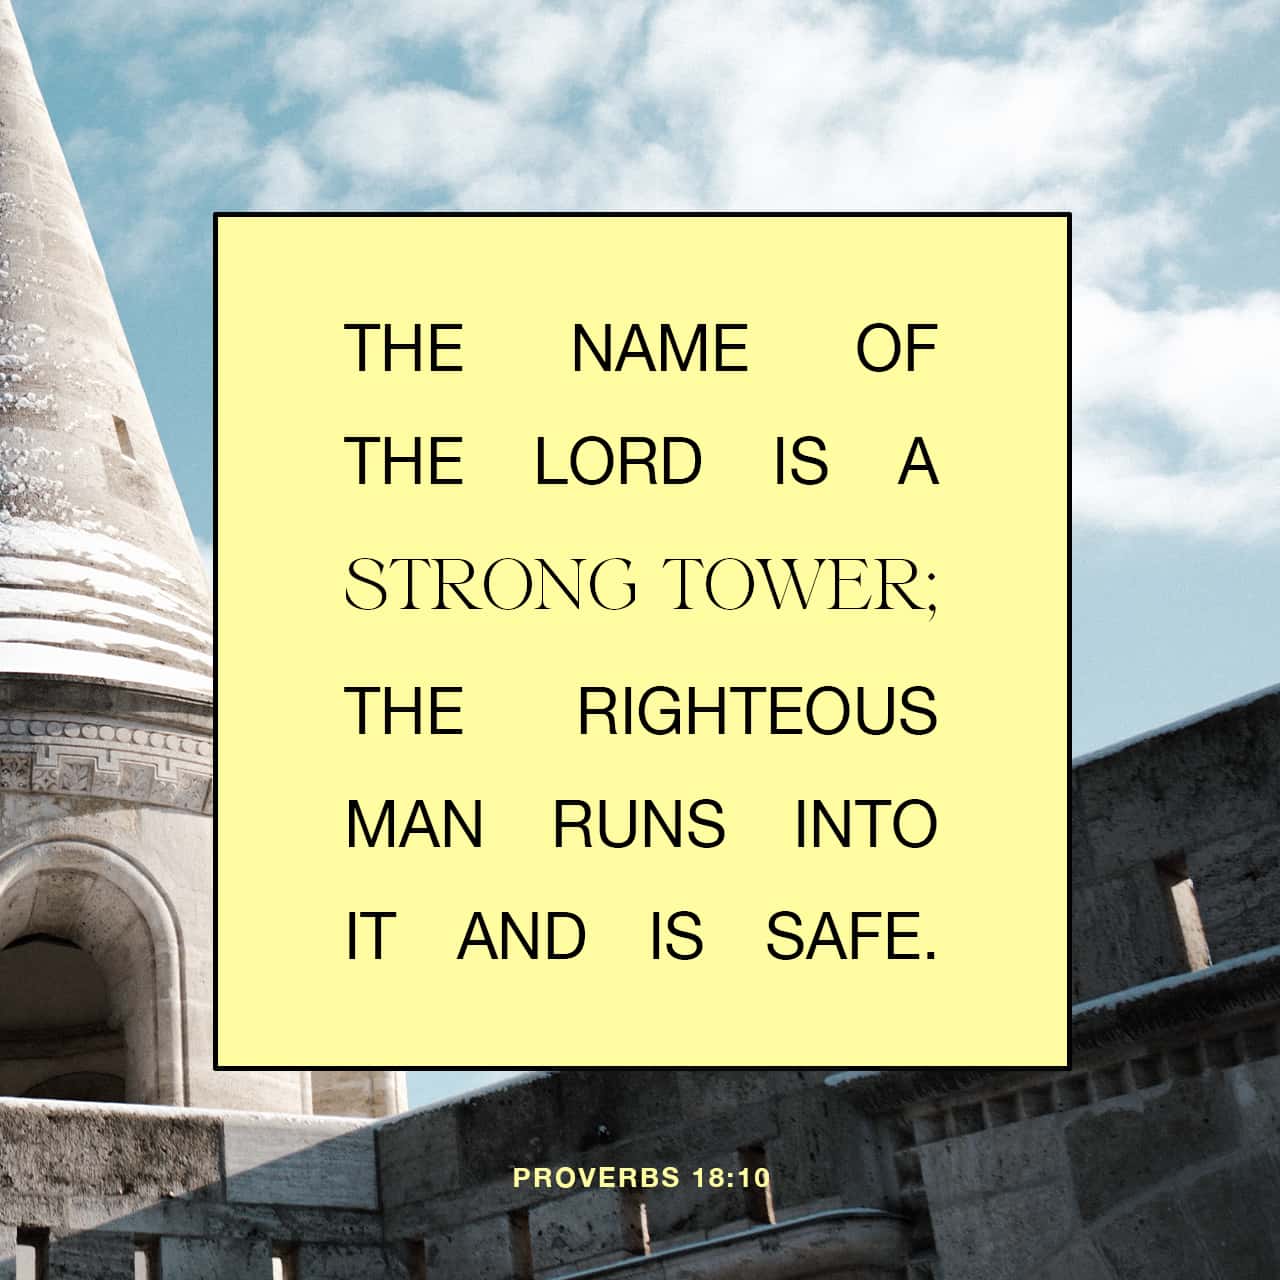 THE NAME OF
THE LORD IS A
STRONG TOWER;
THE RIGHTEOUS
MAN RUNS INTO
IT AND IS SAFE.
PROVERBS 18:10